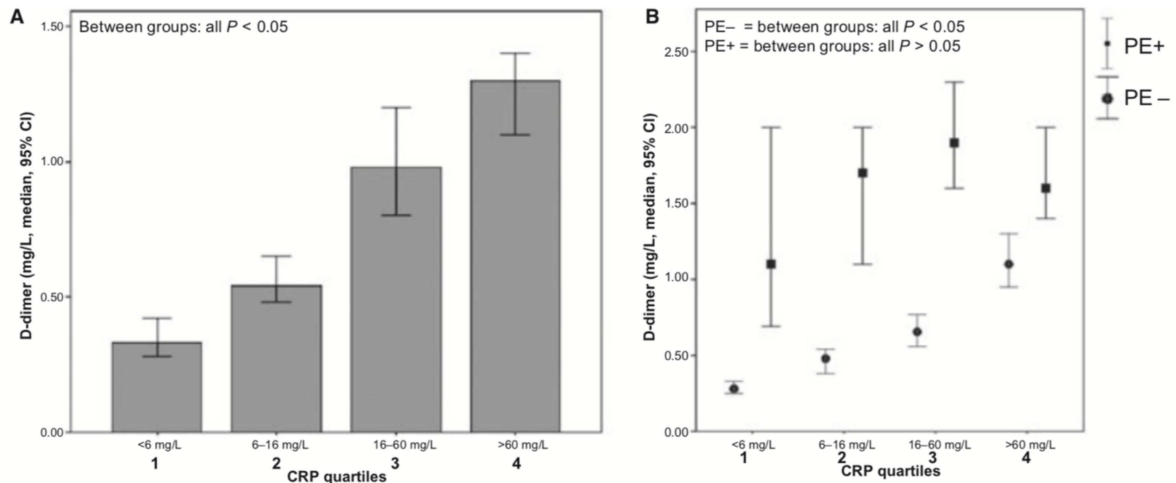 A
Between groups: all P < 0.05
1.50
1.00
0.50
0.00
D-dimer (mg/L, median, 95% CI)
<6 mg/L
6–16 mg/L
16–60 mg/L
>60 mg/L
1
2
3
4
CRP quartiles
B
PE– = between groups: all P < 0.05
PE+ = between groups: all P > 0.05
2.50
2.00
1.50
1.00
0.50
0.00
D-dimer (mg/L, median, 95% CI)
<6 mg/L
6–16 mg/L
16–60 mg/L
>60 mg/L
1
2
3
4
CRP quartiles
PE+
PE –